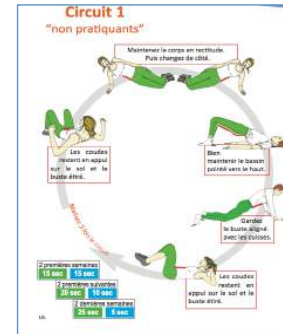 Circuit 1
"non pratiquants"
Maintenez le corps en rectitude.
Puis changez de côté.
Les coudes
restent en appui
sur le sol et le
buste étiré.
Bien
maintenir le bassin
pointé vers le haut.
Gardez
le buste aligné
avec les cuisses.
Les coudes
restent en
appui sur le sol et le
buste étiré.
2 premières semaines
15 sec 15 sec
2 premières suivantes
20 sec 10 sec
2 dernières semaines
25 sec 5 sec